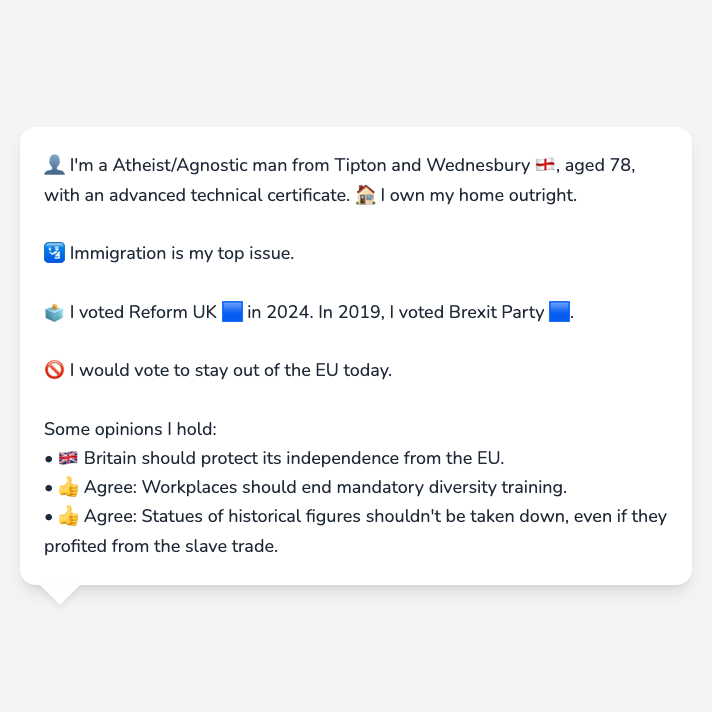 👤 I'm a Atheist/Agnostic man from Tipton and Wednesbury 🏴󠁧󠁢󠁥󠁮󠁧󠁿, aged 78,
with an advanced technical certificate. 🏠 I own my home outright.
🛂 Immigration is my top issue.
🗳️ I voted Reform UK 🟦 in 2024. In 2019, I voted Brexit Party 🟦.
🚫 I would vote to stay out of the EU today.
Some opinions I hold:
• 🇬🇧 Britain should protect its independence from the EU.
• 👍 Agree: Workplaces should end mandatory diversity training.
• 👍 Agree: Statues of historical figures shouldn't be taken down, even if they
profited from the slave trade.